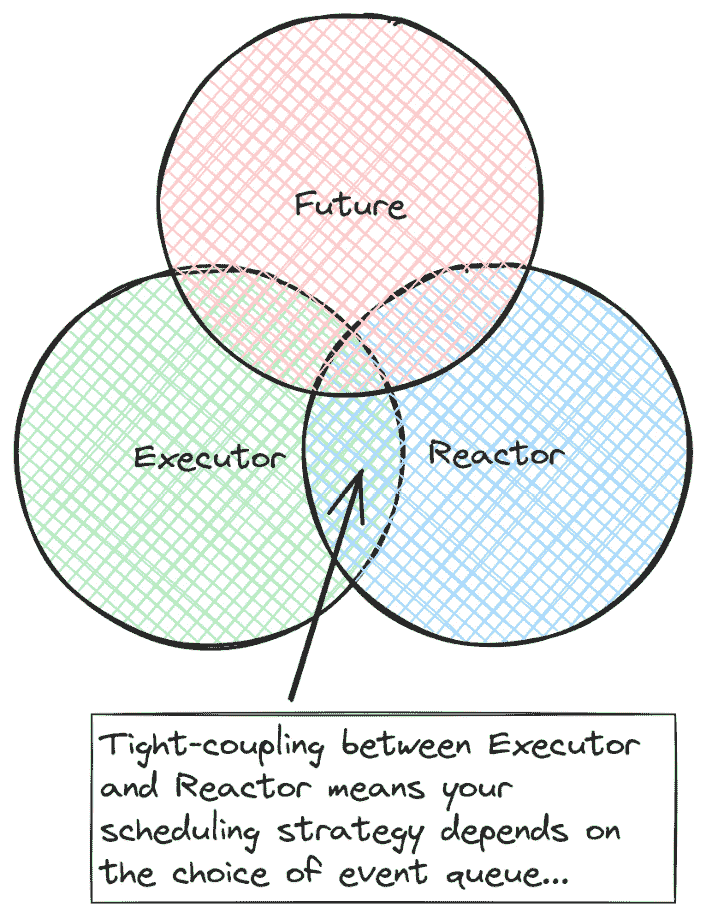 Future
Executor
Reactor
Tight-coupling between Executor
and Reactor means your
scheduling strategy depends on
the choice of event queue...